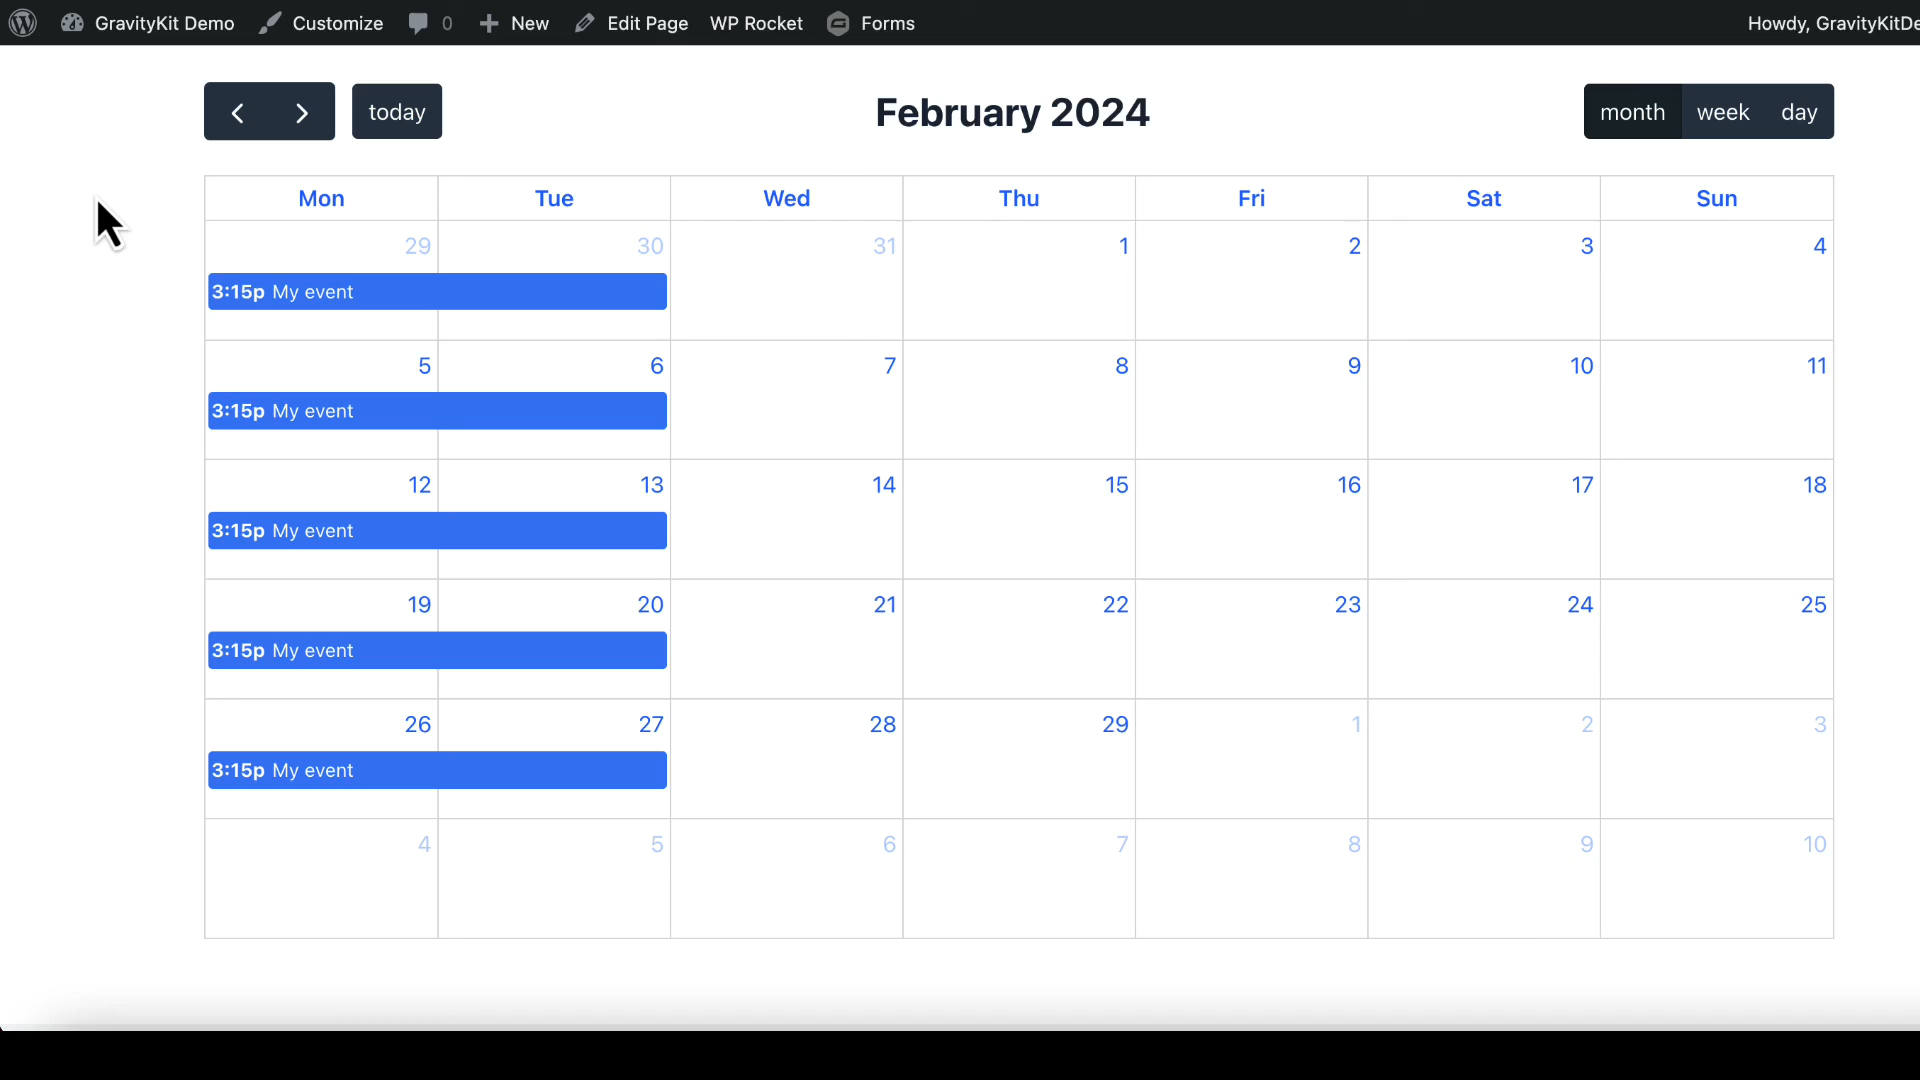 GravityKit Demo Customize 0 New Edit Page WP Rocket Forms Howdy, GravityKitDe
today February 2024 month week day
Mon Tue Wed Thu Fri Sat Sun
29 30 31 1 2 3 4
3:15p My event
5 6 7 8 9 10 11
3:15p My event
12 13 14 15 16 17 18
3:15p My event
19 20 21 22 23 24 25
3:15p My event
26 27 28 29 1 2 3
3:15p My event
4 5 6 7 8 9 10